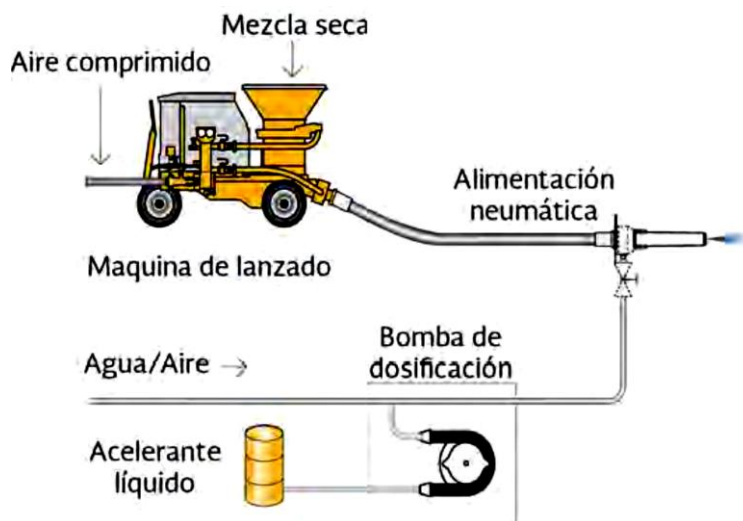 Mezcla seca
Aire comprimido
Alimentación
neumática
Maquina de lanzado
Bomba de
dosificación
Agua/Aire
Acelerante
líquido